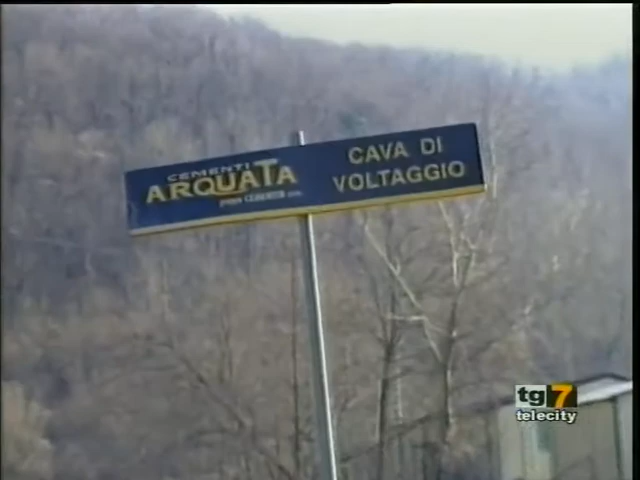 CEMENTI
ARQUATA
CAVA DI
VOLTAGGIO
tg7
telecity